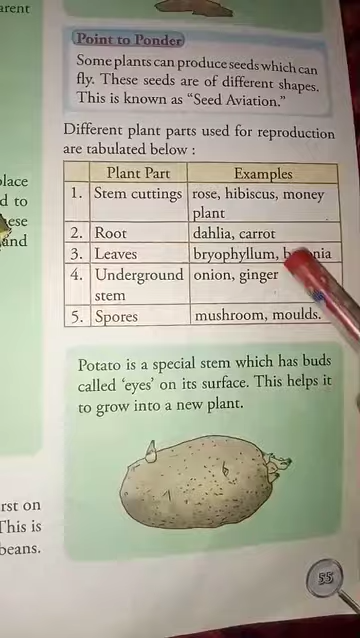 arent
Point to Ponder
Some plants can produce seeds which can
fly. These seeds are of different shapes.
This is known as “Seed Aviation.”
Different plant parts used for reproduction
are tabulated below :
Plant Part Examples
1. Stem cuttings rose, hibiscus, money
plant
2. Root dahlia, carrot
3. Leaves bryophyllum,
4. Underground onion, ginger
stem
5. Spores mushroom, moulds.
Potato is a special stem which has buds
called ‘eyes’ on its surface. This helps it
to grow into a new plant.
place
d to
hese
and
rst on
This is
beans.
55